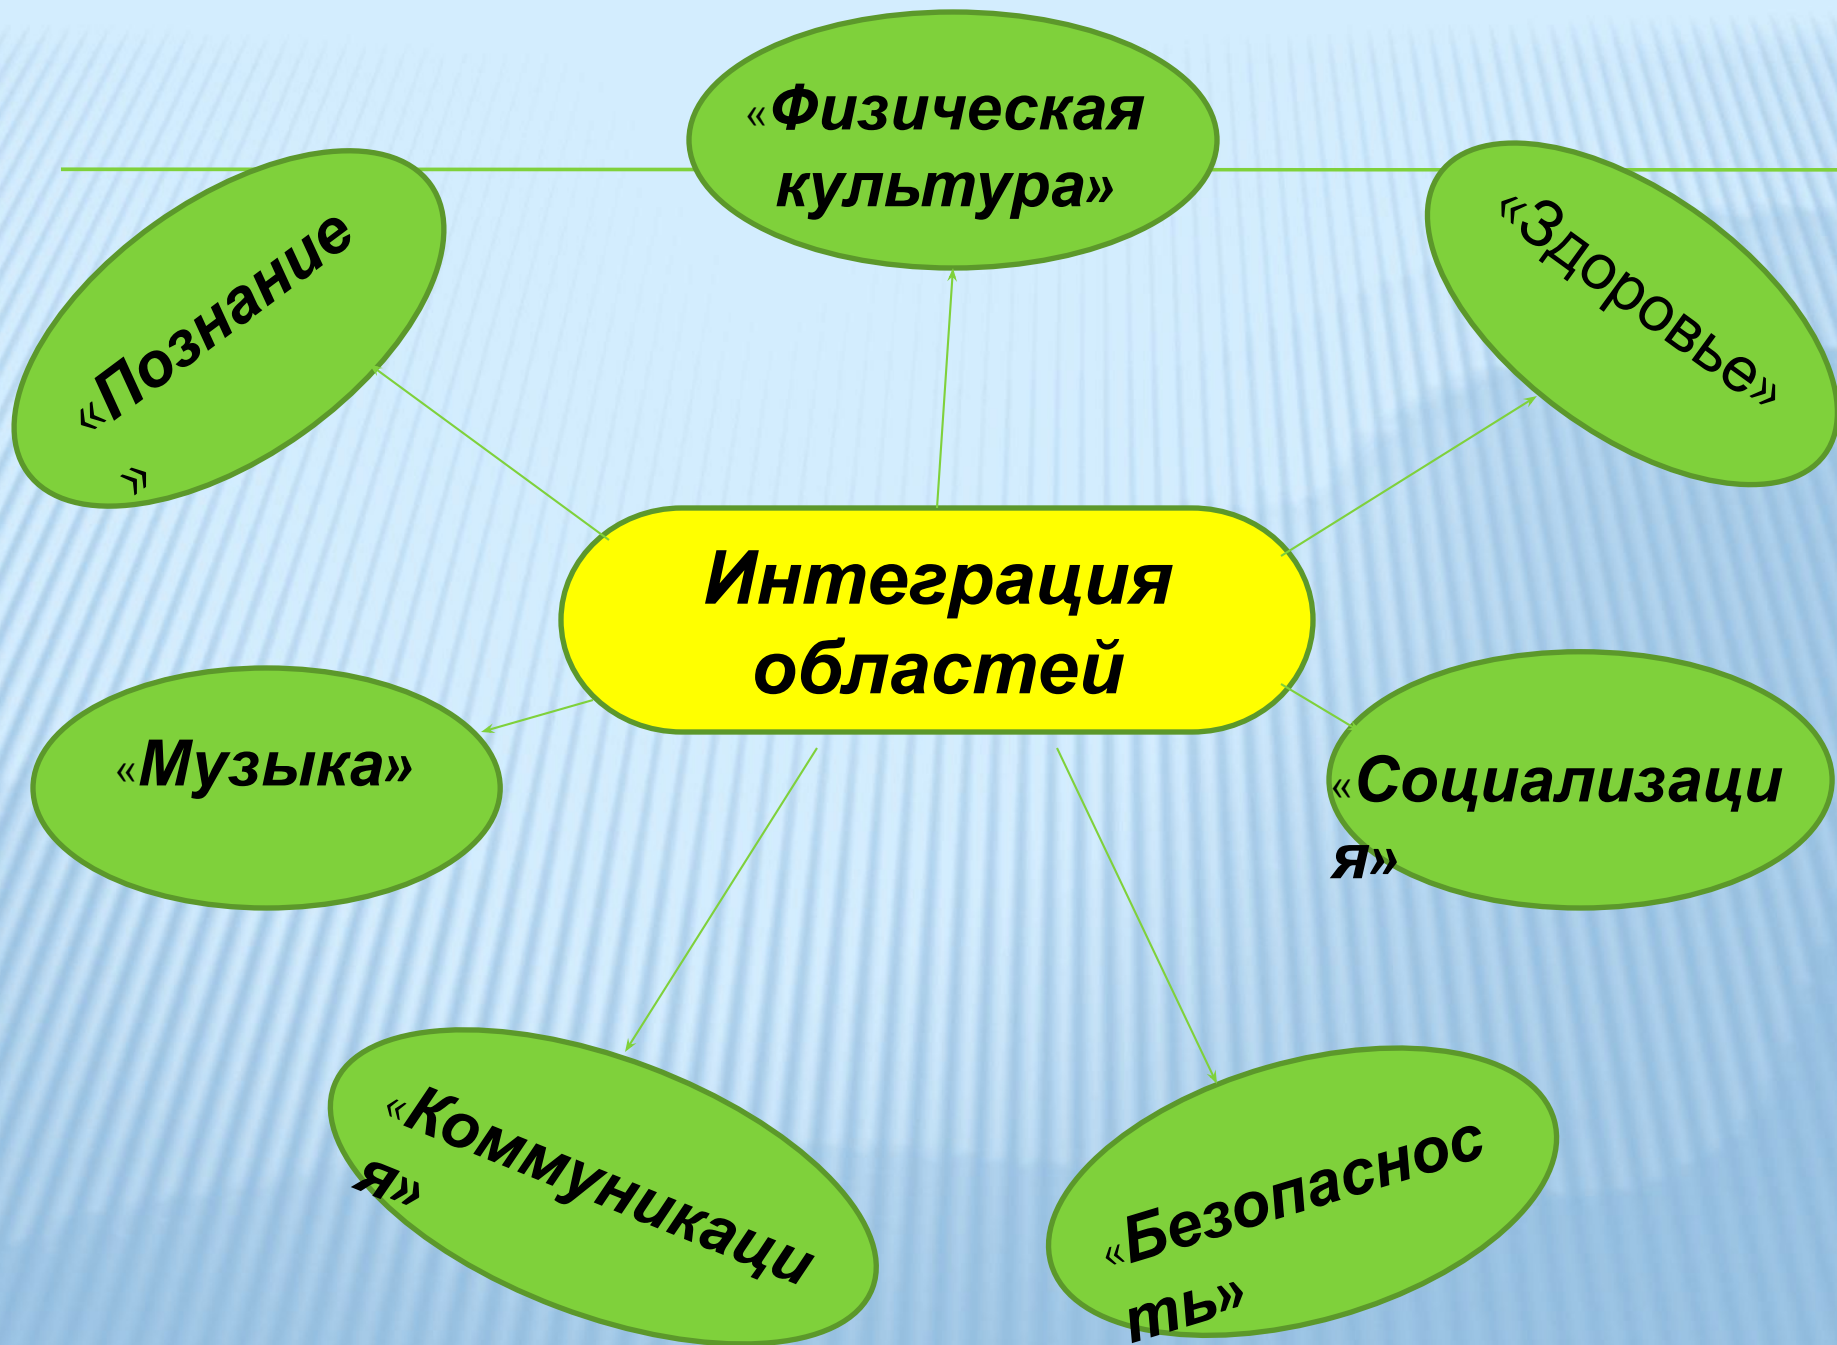 «Физическая
культура»
«Познание
»
«Здоровье»
Интеграция
областей
«Музыка»
«Социализаци
я»
«Коммуникаци
я»
«Безопаснос
ть»